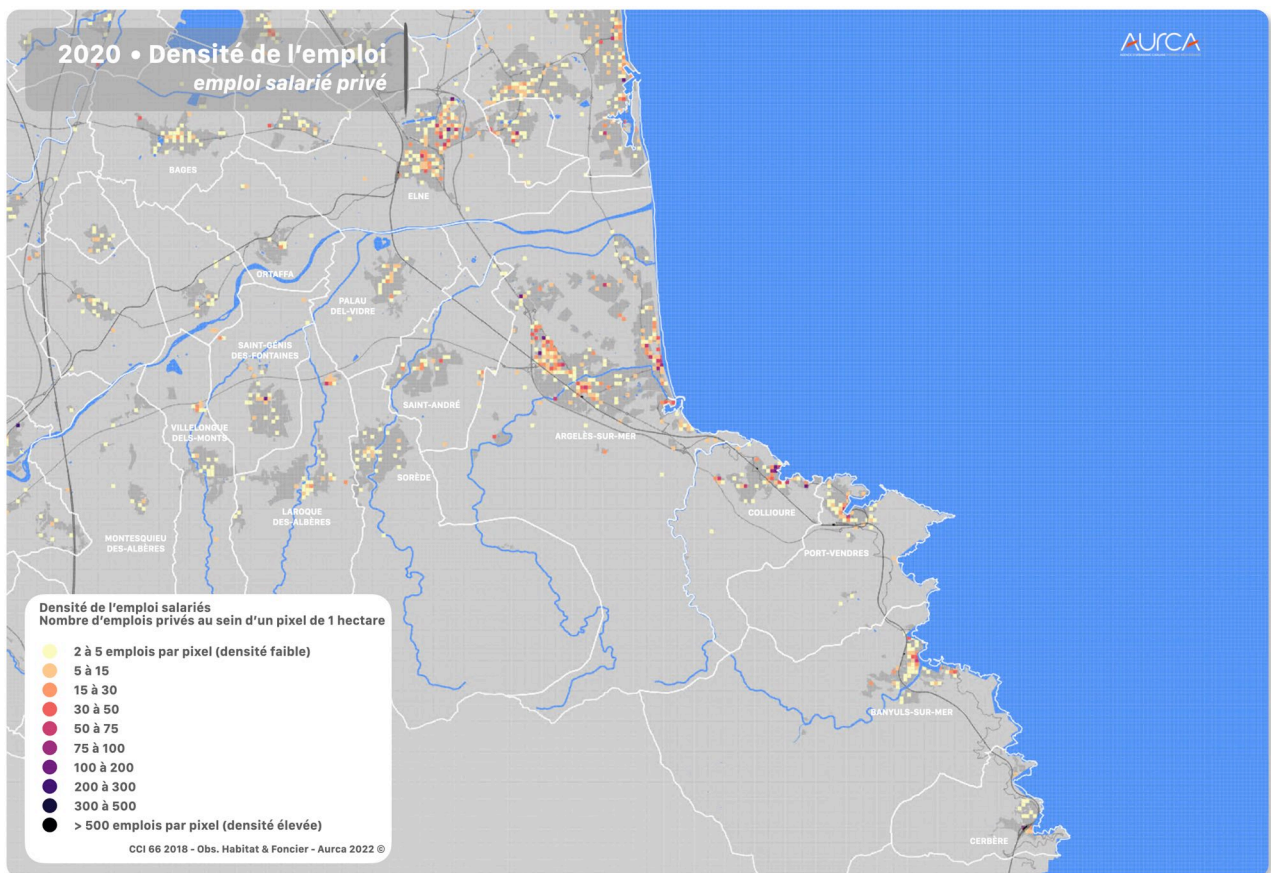 2020 • Densité de l'emploi
emploi salarié privé
AURCA
BAGES
ELNE
ORTAFFA
PALAU
DEL-VIDRE
SAINT-GÉNIS
DES-FONTAINES
SAINT-ANDRÉ
VILLELONGUE
DELS-MONTS
ARGELÈS-SUR-MER
SORÈDE
LAROQUE
DES-ALBÈRES
COLLIOURE
MONTESQUIEU
DES-ALBÈRES
PORT-VENDRES
BANYULS-SUR-MER
CERBÈRE
Densité de l'emploi salariés
Nombre d'emplois privés au sein d'un pixel de 1 hectare
2 à 5 emplois par pixel (densité faible)
5 à 15
15 à 30
30 à 50
50 à 75
75 à 100
100 à 200
200 à 300
300 à 500
> 500 emplois par pixel (densité élevée)
CCI 66 2018 - Obs. Habitat & Foncier - Aurca 2022 ©